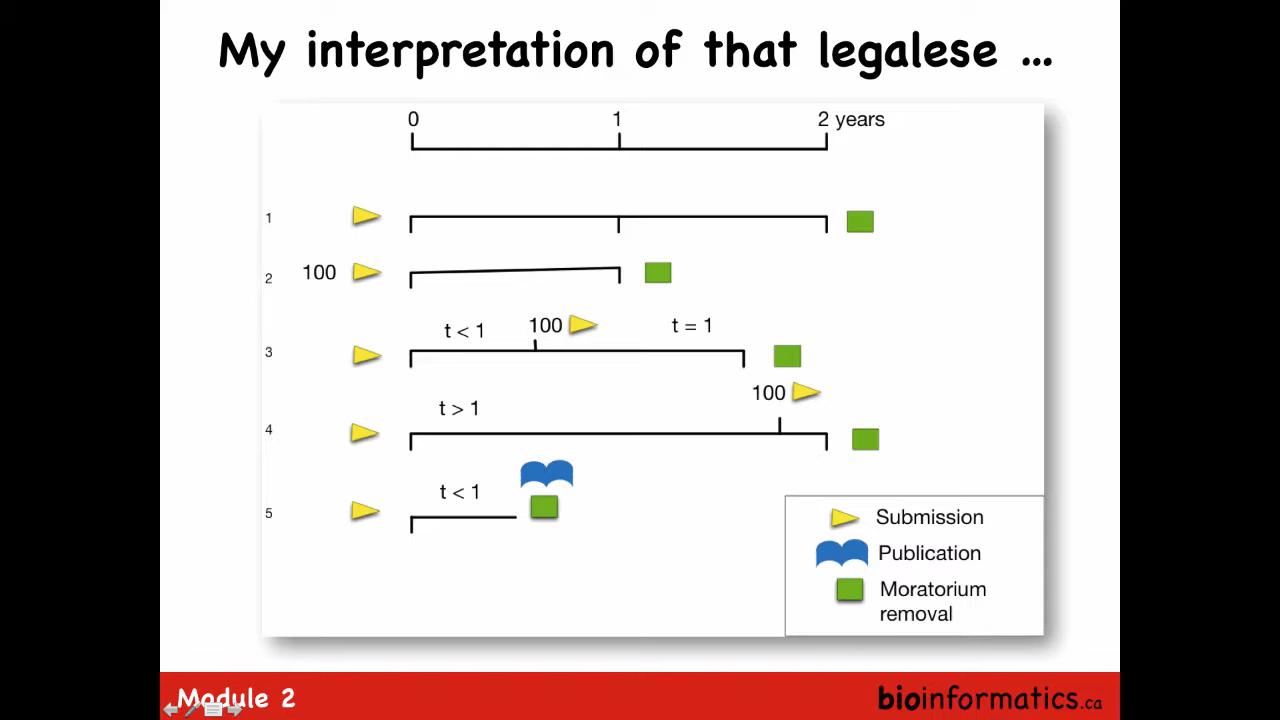 My interpretation of that legalese ...
0 1 2 years
1
2 100
3 t < 1 100 t = 1
100
4 t > 1
5 t < 1
Submission
Publication
Moratorium
removal
Module 2
bioinformatics.ca